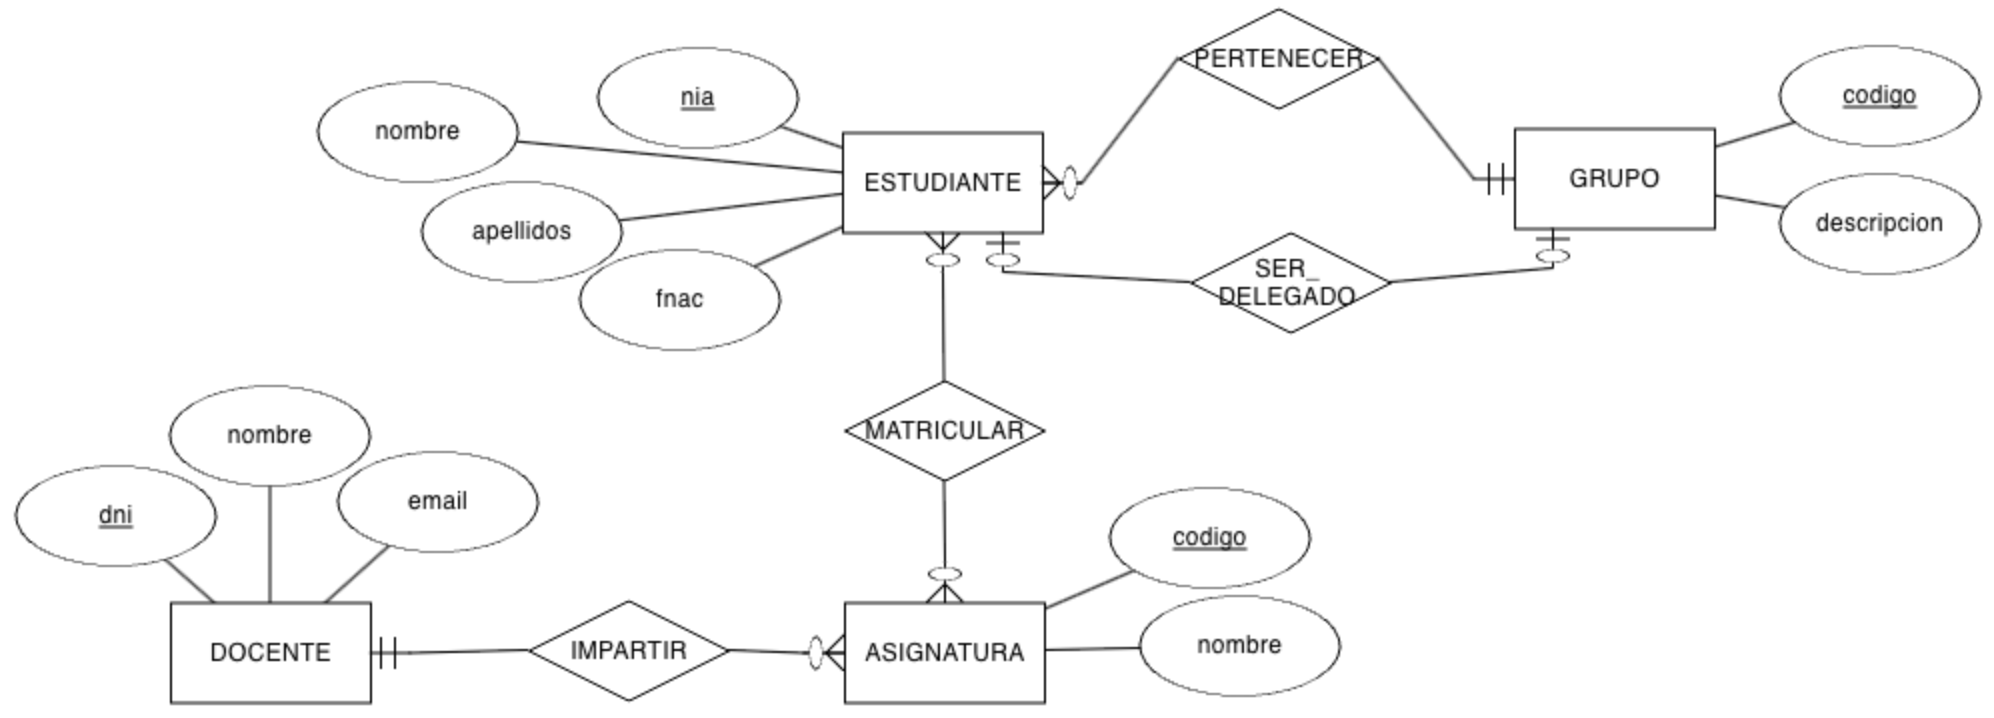 PERTENECER
nia
codigo
nombre
ESTUDIANTE
GRUPO
apellidos
descripcion
fnac
SER_
DELEGADO
MATRICULAR
nombre
dni
email
codigo
DOCENTE
IMPARTIR
ASIGNATURA
nombre